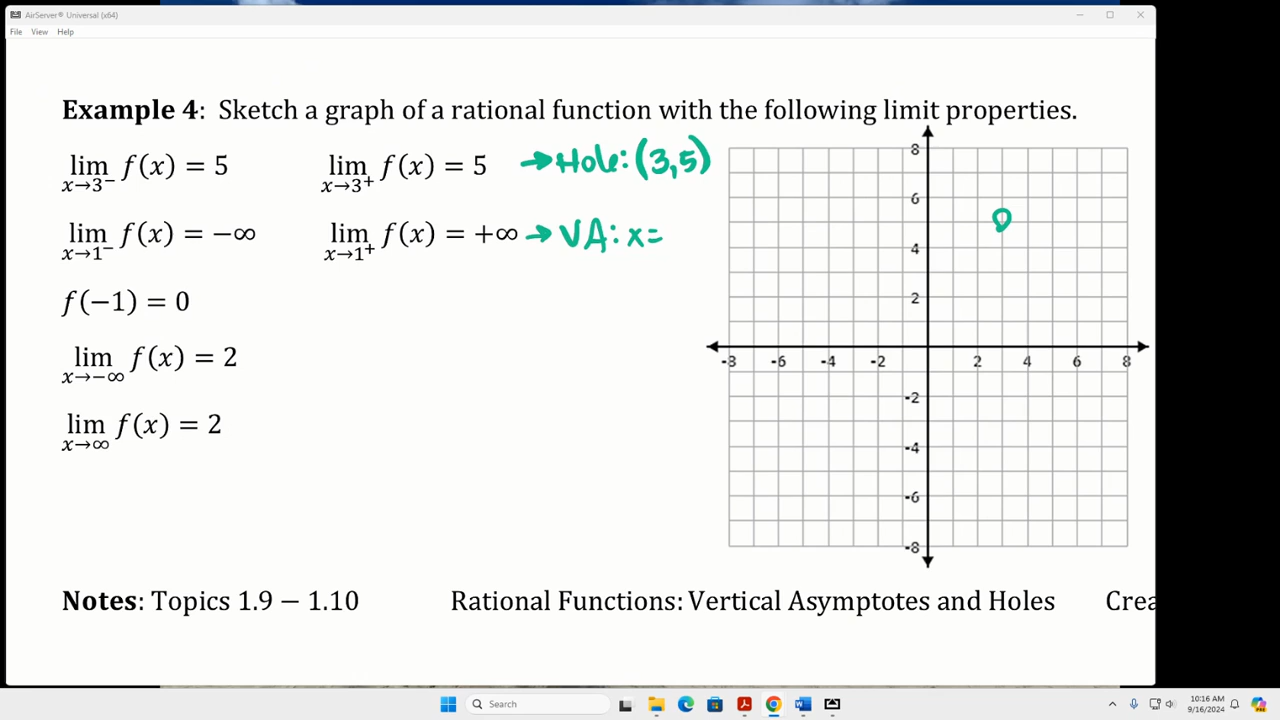 AirServer® Universal (x64)
File View Help
Example 4: Sketch a graph of a rational function with the following limit properties.
lim x→3⁻ f(x) = 5 lim x→3⁺ f(x) = 5 →Hole: (3,5)
lim x→1⁻ f(x) = −∞ lim x→1⁺ f(x) = +∞ →VA: x=
f(−1) = 0
lim x→−∞ f(x) = 2
lim x→∞ f(x) = 2
8
6
4
2
-8 -6 -4 -2 2 4 6 8
-2
-4
-6
-8
Notes: Topics 1.9 − 1.10 Rational Functions: Vertical Asymptotes and Holes Crea
Search
10:16 AM
9/16/2024